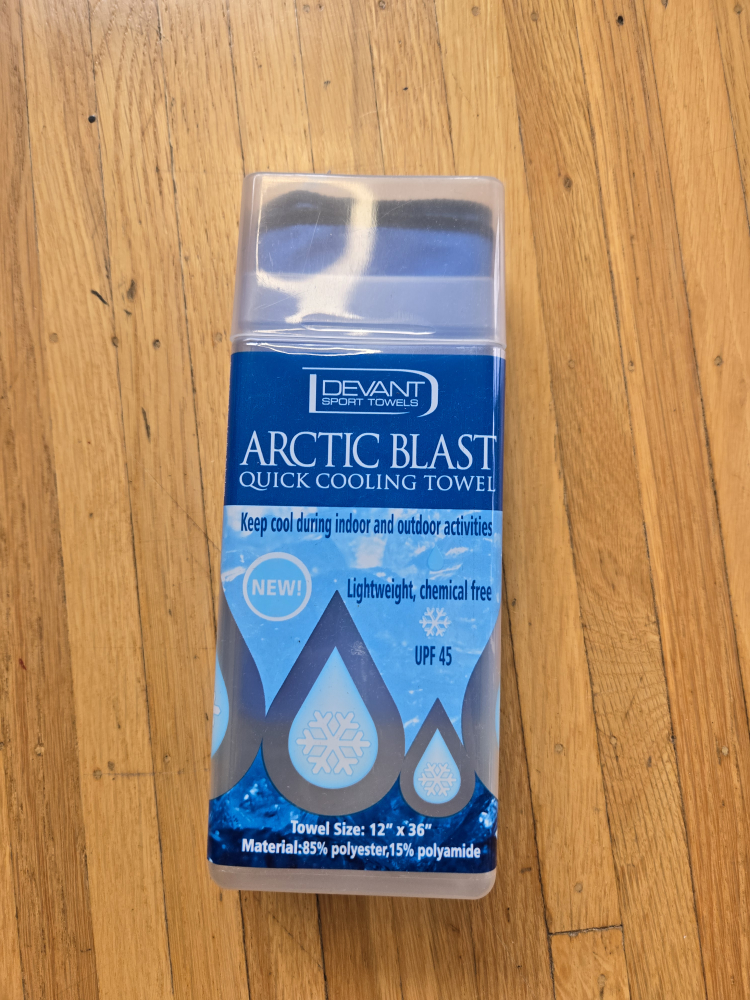 DEVANT
SPORT TOWELS
ARCTIC BLAST
QUICK COOLING TOWEL
Keep cool during indoor and outdoor activities
NEW!
Lightweight, chemical free
UPF 45
Towel Size: 12" x 36"
Material:85% polyester,15% polyamide